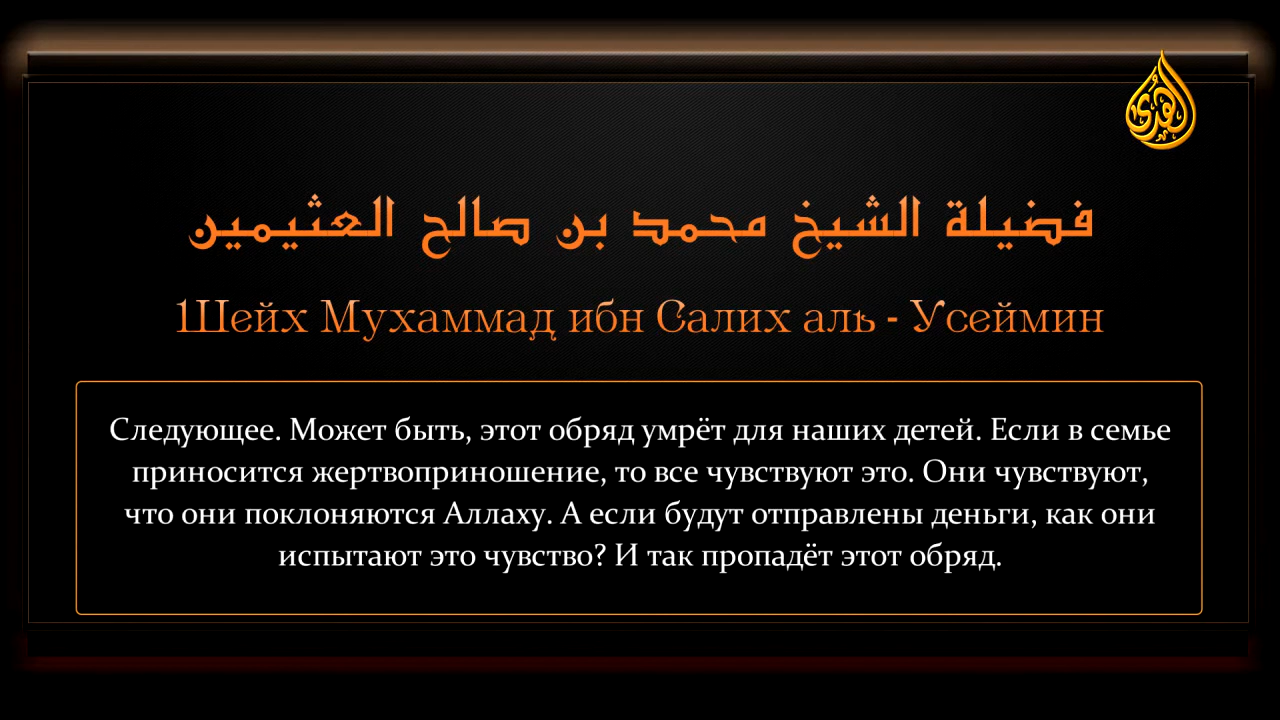 الهدى
فضيلة الشيخ محمد بن صالح العثيمين
Шейх Мухаммад ибн Салих аль - Усеймин
Следующее. Может быть, этот обряд умрёт для наших детей. Если в семье
приносится жертвоприношение, то все чувствуют это. Они чувствуют,
что они поклоняются Аллаху. А если будут отправлены деньги, как они
испытают это чувство? И так пропадёт этот обряд.